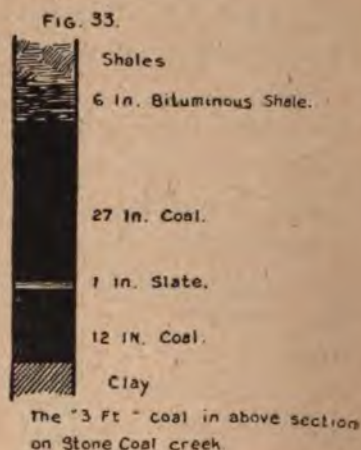 FIG. 33.
Shales
6 In. Bituminous Shale.
27 In. Coal.
1 In. Slate.
12 IN. Coal.
Clay
The "3 Ft" coal in above section
on Stone Coal creek.